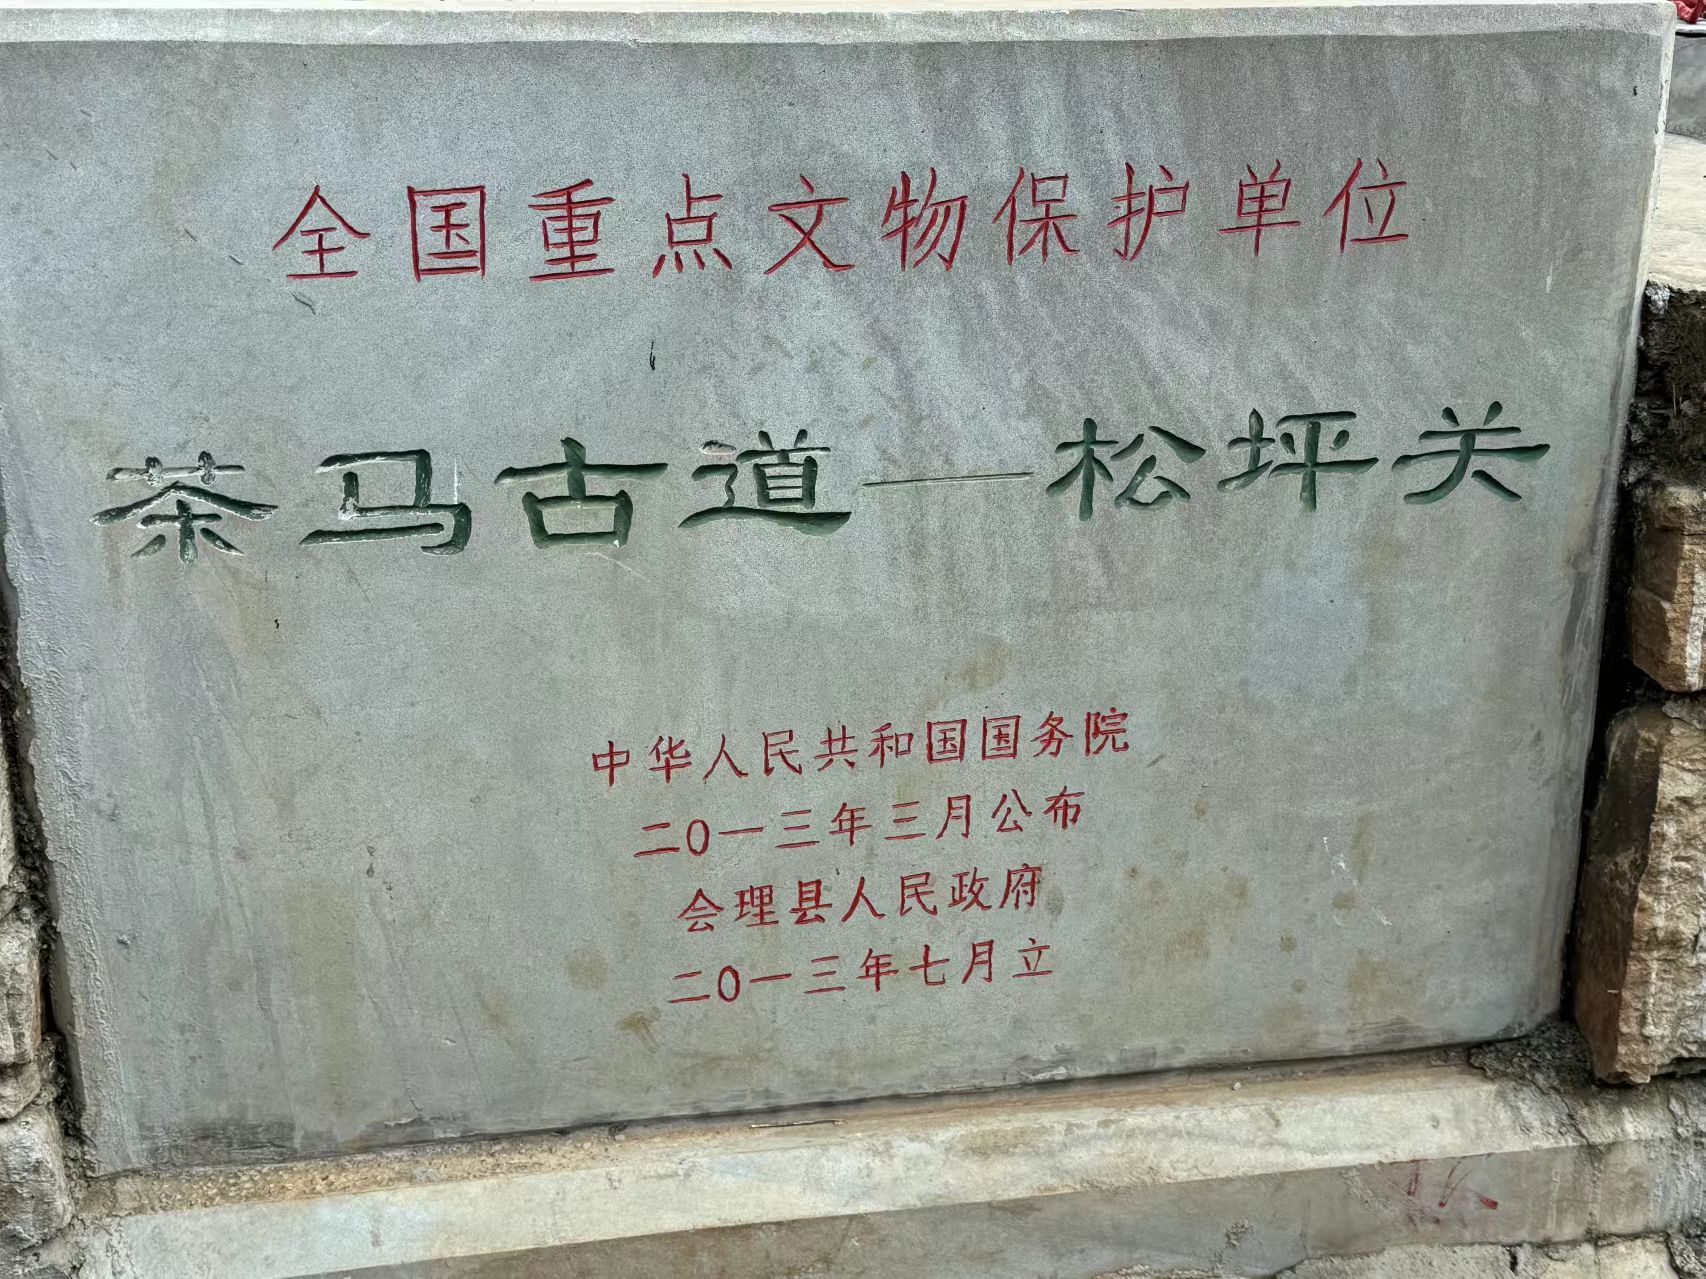 全国重点文物保护单位
茶马古道—松坪关
中华人民共和国国务院
二〇一三年三月公布
会理县人民政府
二〇一三年七月立